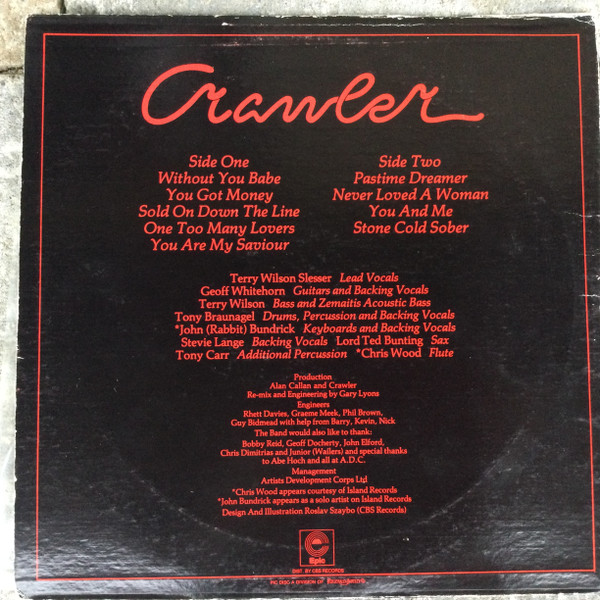 Crawler
Side One
Without You Babe
You Got Money
Sold On Down The Line
One Too Many Lovers
You Are My Saviour
Side Two
Pastime Dreamer
Never Loved A Woman
You And Me
Stone Cold Sober
Terry Wilson Slesser Lead Vocals
Geoff Whitehorn Guitars and Backing Vocals
Terry Wilson Bass and Zemaitis Acoustic Bass
Tony Braunagel Drums, Percussion and Backing Vocals
*John (Rabbit) Bundrick Keyboards and Backing Vocals
Stevie Lange Backing Vocals Lord Ted Bunting Sax
Tony Carr Additional Percussion *Chris Wood Flute
Production
Alan Callan and Crawler
Re-mix and Engineering by Gary Lyons
Engineers
Rhett Davies, Graeme Meek, Phil Brown,
Guy Bidmead with help from Barry, Kevin, Nick
The Band would also like to thank:
Bobby Reid, Geoff Docherty, John Elford,
Chris Dimitrias and Junior (Wailers) and special thanks
to Abe Hoch and all at A.D.C.
Management
Artists Development Corps Ltd
*Chris Wood appears courtesy of Island Records
*John Bundrick appears as a solo artist on Island Records
Design And Illustration Roslav Szaybo (CBS Records)
Epic
DIST. BY CBS RECORDS